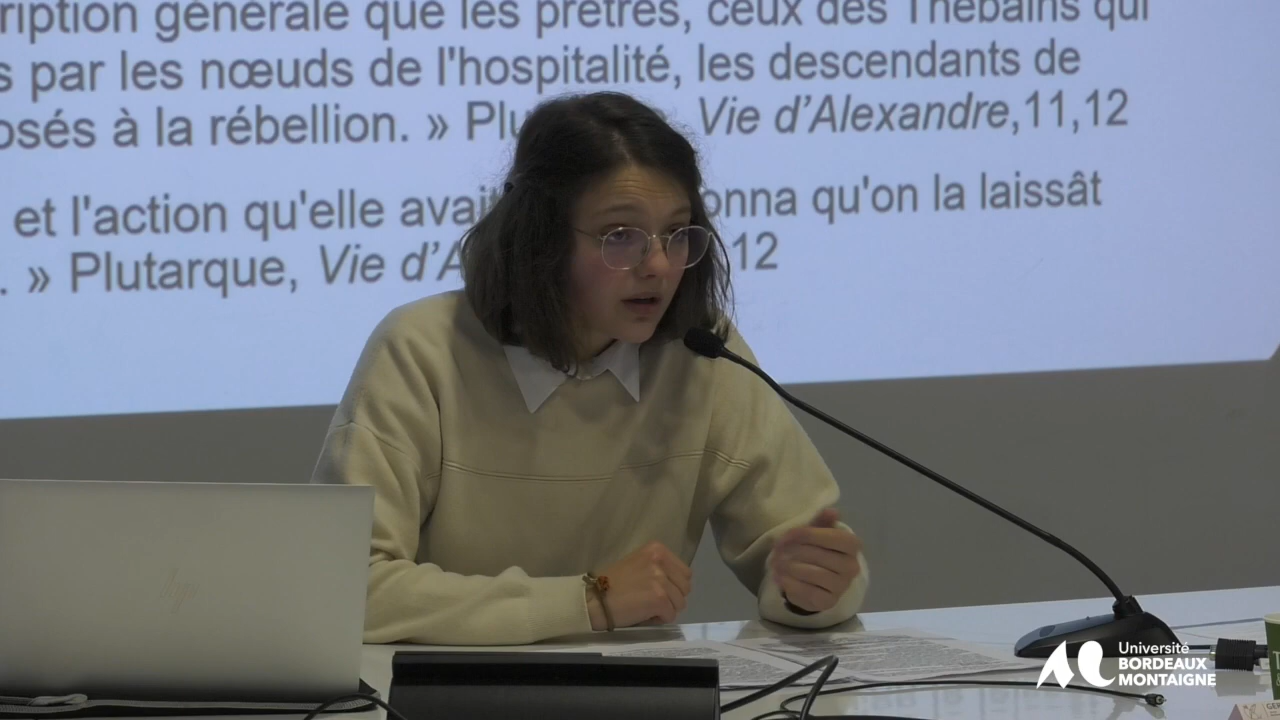 ription générale que les prêtres, ceux des Thébains qui
s par les nœuds de l'hospitalité, les descendants de
osés à la rébellion. » Plu Vie d'Alexandre,11,12
et l'action qu'elle avait onna qu'on la laissât
. » Plutarque, Vie d'A 12
hp
Université
BORDEAUX
MONTAIGNE